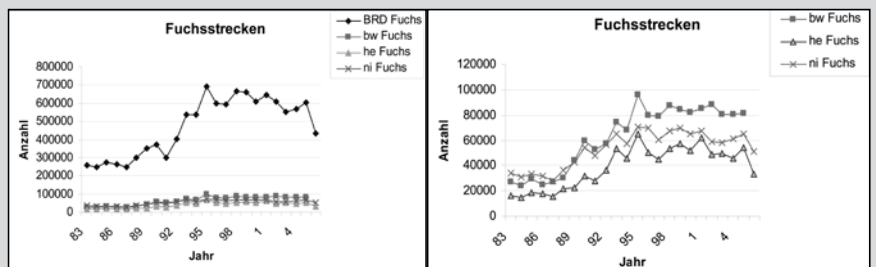 Fuchsstrecken
BRD Fuchs
bw Fuchs
he Fuchs
ni Fuchs
800000
700000
600000
500000
400000
300000
200000
100000
0
Anzahl
83
86
89
92
95
98
1
4
Jahr
Fuchsstrecken
bw Fuchs
he Fuchs
ni Fuchs
120000
100000
80000
60000
40000
20000
0
Anzahl
83
86
89
92
95
98
1
4
Jahr